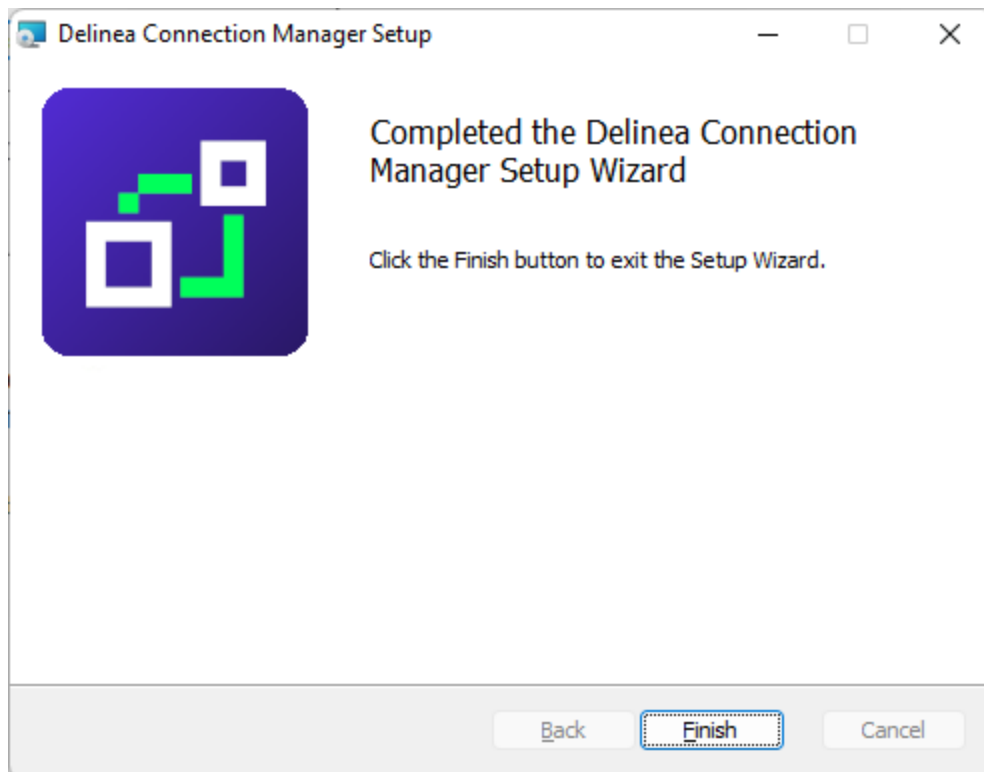 Delinea Connection Manager Setup
Completed the Delinea Connection
Manager Setup Wizard
Click the Finish button to exit the Setup Wizard.
Back
Finish
Cancel